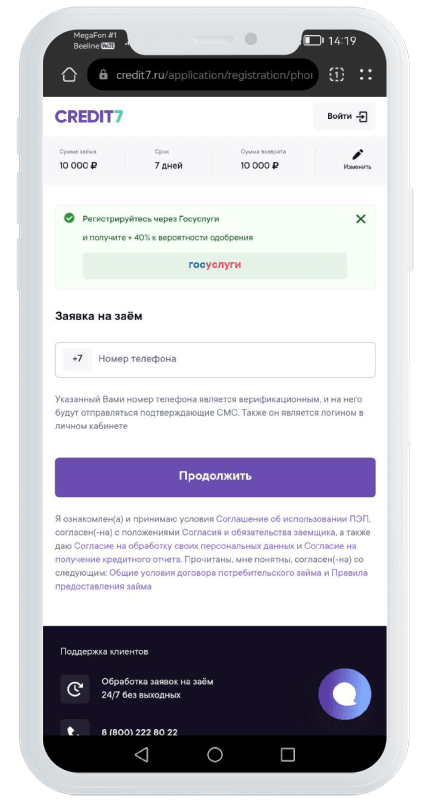 MegaFon #1
Beeline
14:19
credit7.ru/application/registration/phon
1
CREDIT7
Войти
Сумма займа
Срок
Сумма возврата
10 000 ₽
7 дней
10 000 ₽
Изменить
Регистрируйтесь через Госуслуги
и получите + 40% к вероятности одобрения
госуслуги
Заявка на заём
+7 Номер телефона
Указанный Вами номер телефона является верификационным, и на него
будут отправляться подтверждающие СМС. Также он является логином в
личном кабинете
Продолжить
Я ознакомлен(а) и принимаю условия Соглашение об использовании ПЭП,
согласен(-на) с положениями Согласия и обязательства заемщика, а также
даю Согласие на обработку своих персональных данных и Согласие на
получение кредитного отчета. Прочитаны, мне понятны, согласен(-на) со
следующим: Общие условия договора потребительского займа и Правила
предоставления займа
Поддержка клиентов
Обработка заявок на заём
24/7 без выходных
8 (800) 222 80 22